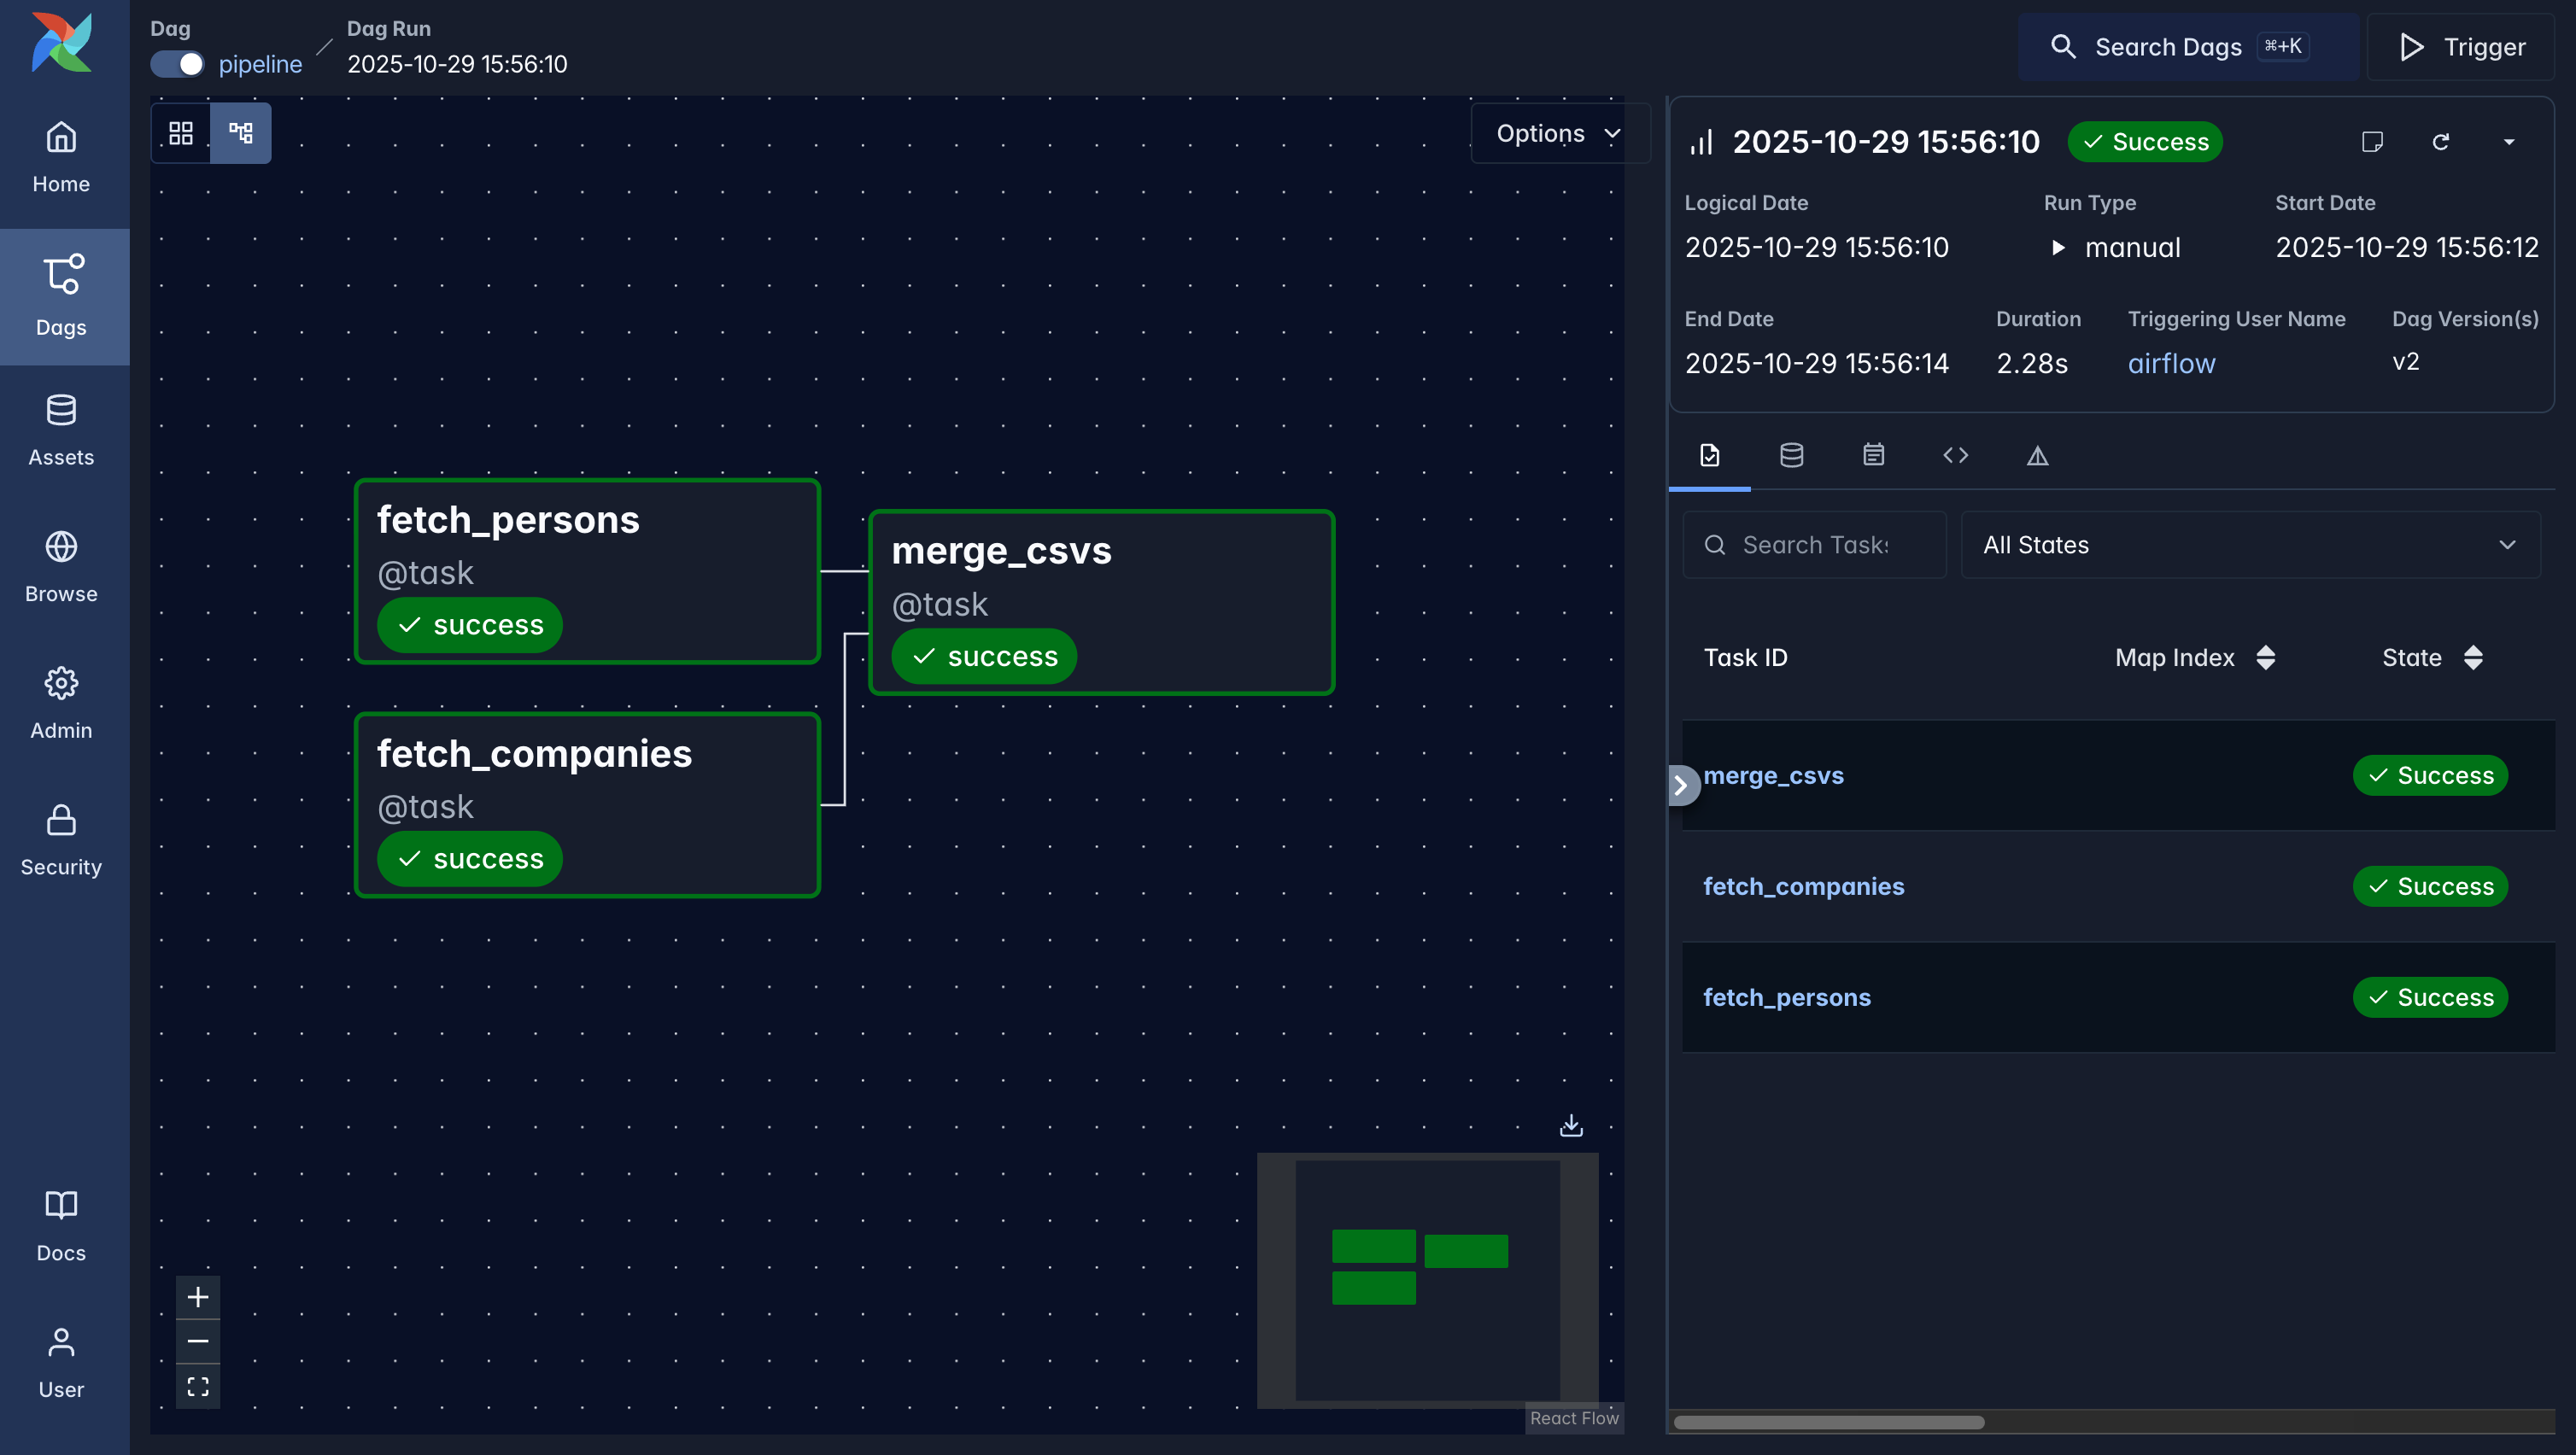 Dag
pipeline
Dag Run
2025-10-29 15:56:10
Search Dags ⌘+K
Trigger
Home
Dags
Assets
Browse
Admin
Security
Docs
User
Options
fetch_persons
@task
success
merge_csvs
@task
success
fetch_companies
@task
success
React Flow
2025-10-29 15:56:10 Success
Logical Date Run Type Start Date
2025-10-29 15:56:10 manual 2025-10-29 15:56:12
End Date Duration Triggering User Name Dag Version(s)
2025-10-29 15:56:14 2.28s airflow v2
Search Tasks All States
Task ID Map Index State
merge_csvs Success
fetch_companies Success
fetch_persons Success